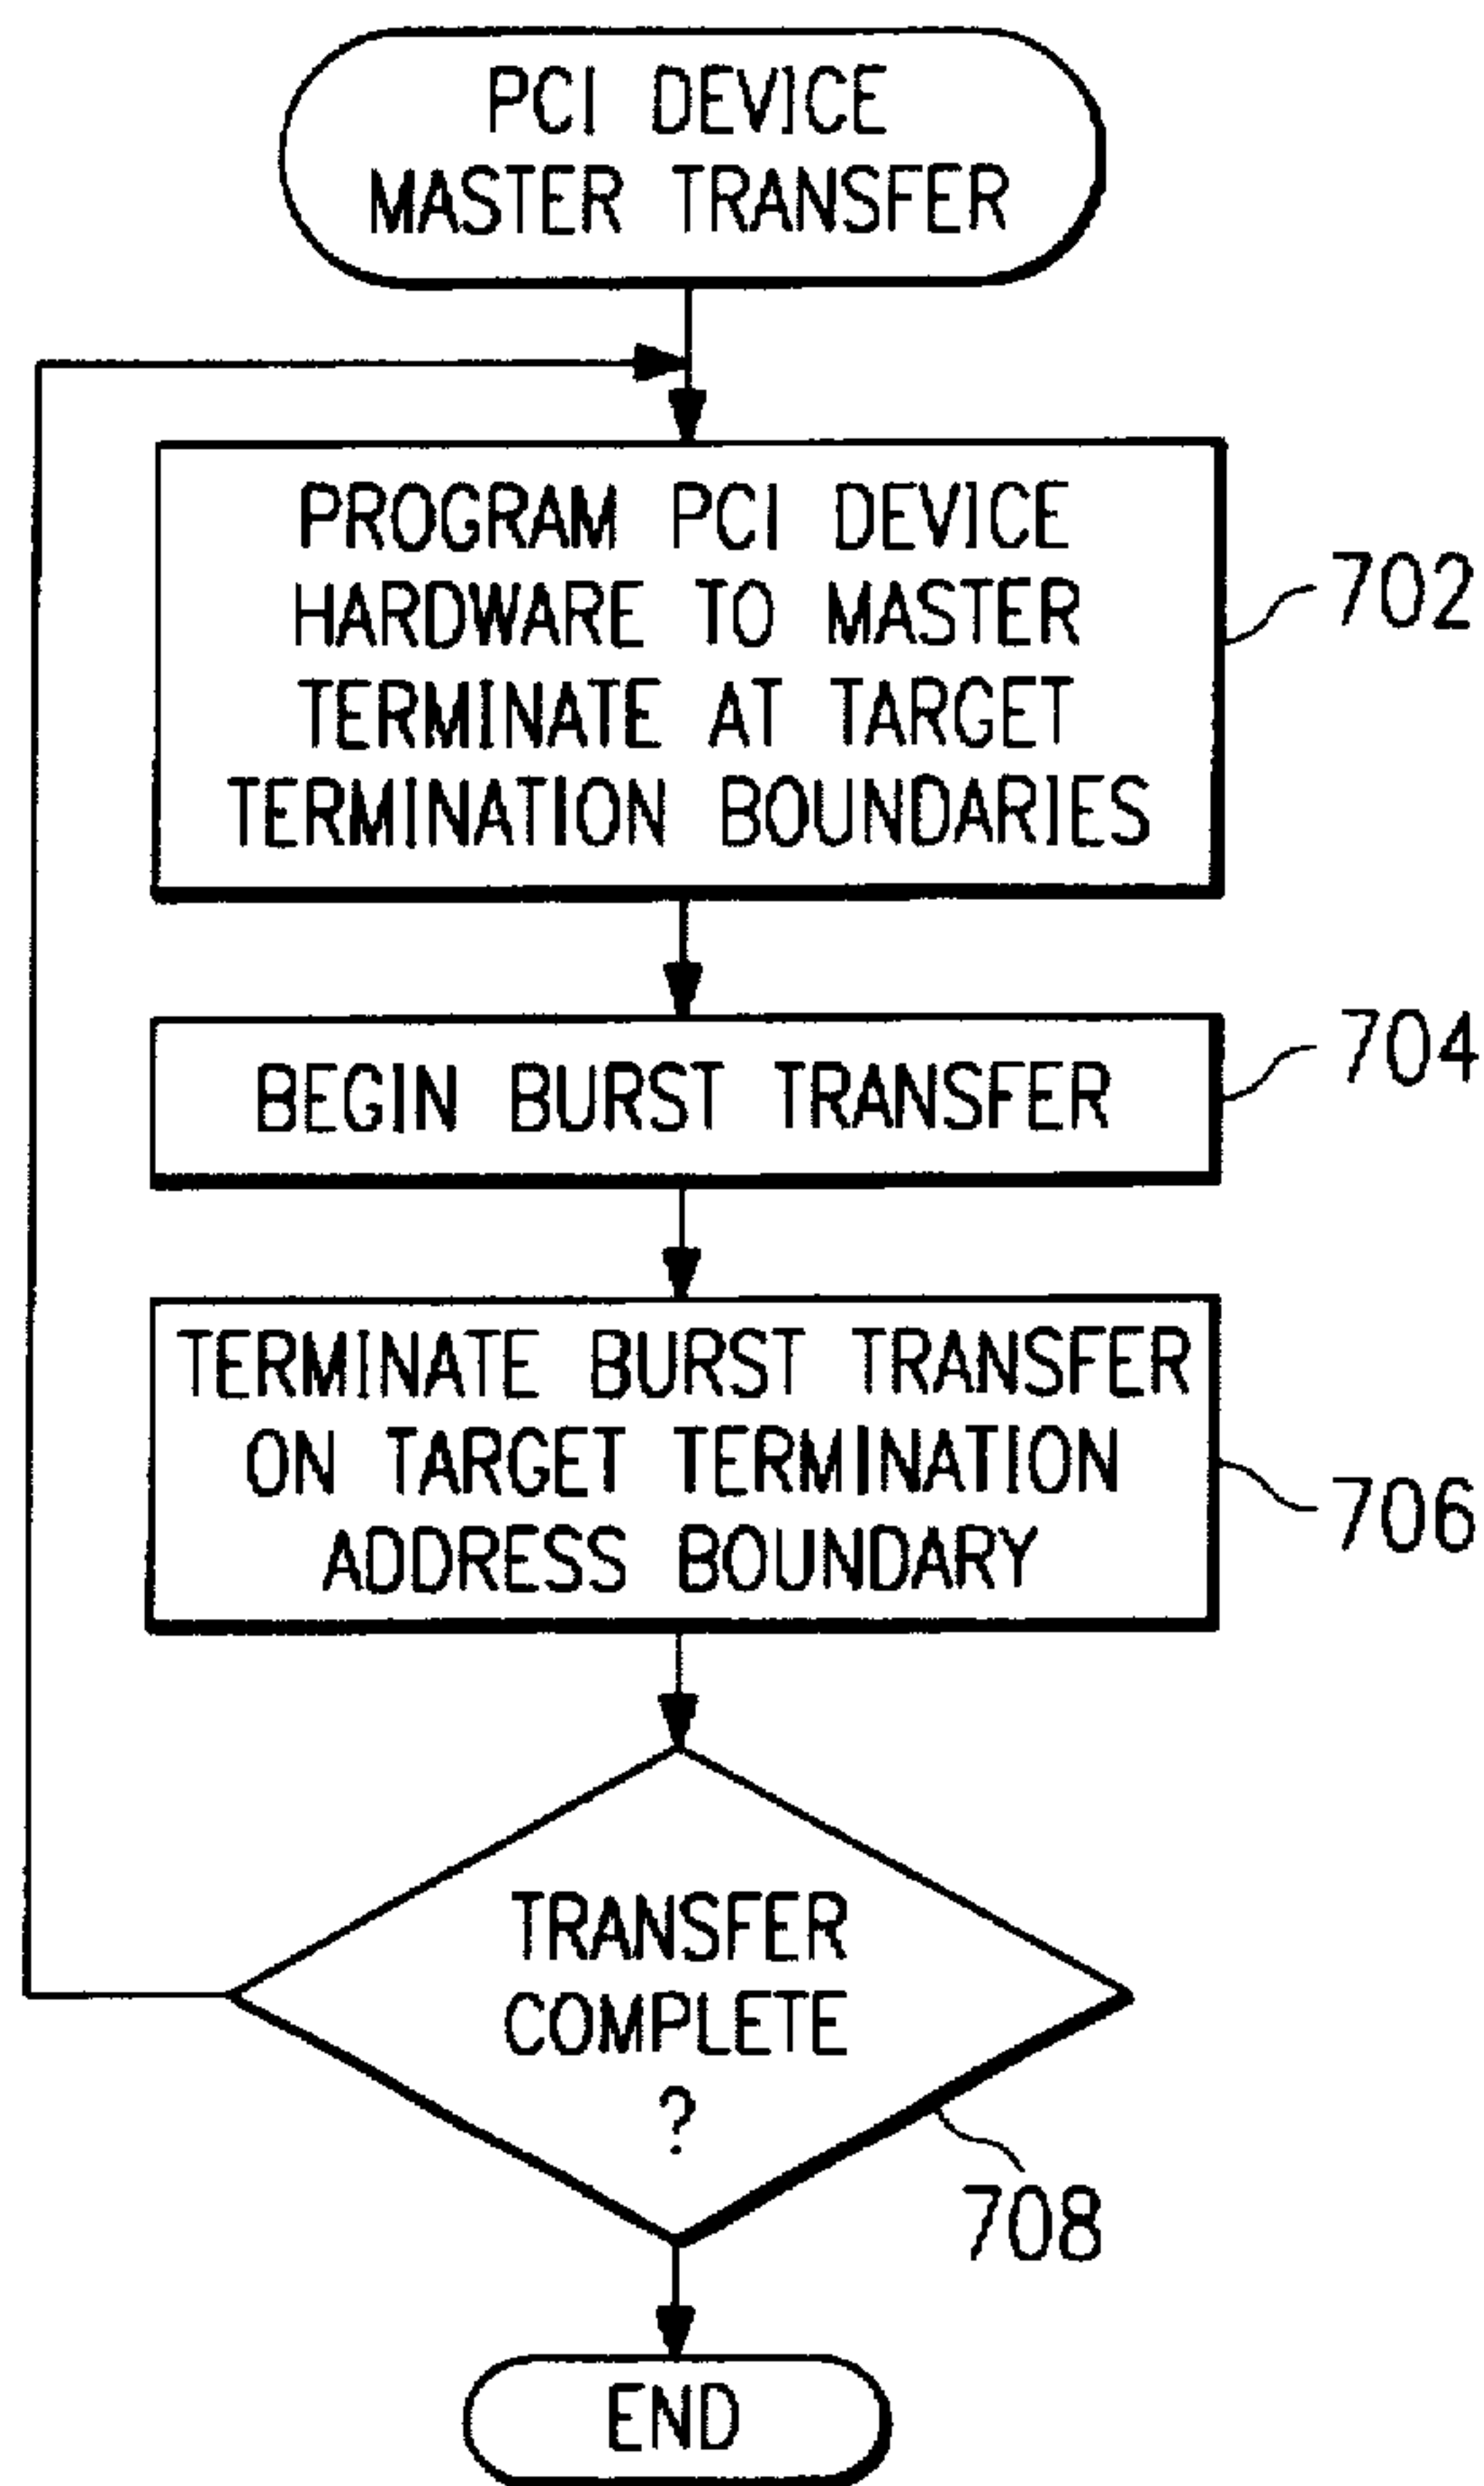 PCI DEVICE
MASTER TRANSFER
PROGRAM PCI DEVICE
HARDWARE TO MASTER
TERMINATE AT TARGET
TERMINATION BOUNDARIES
702
BEGIN BURST TRANSFER
704
TERMINATE BURST TRANSFER
ON TARGET TERMINATION
ADDRESS BOUNDARY
706
TRANSFER
COMPLETE
?
708
END